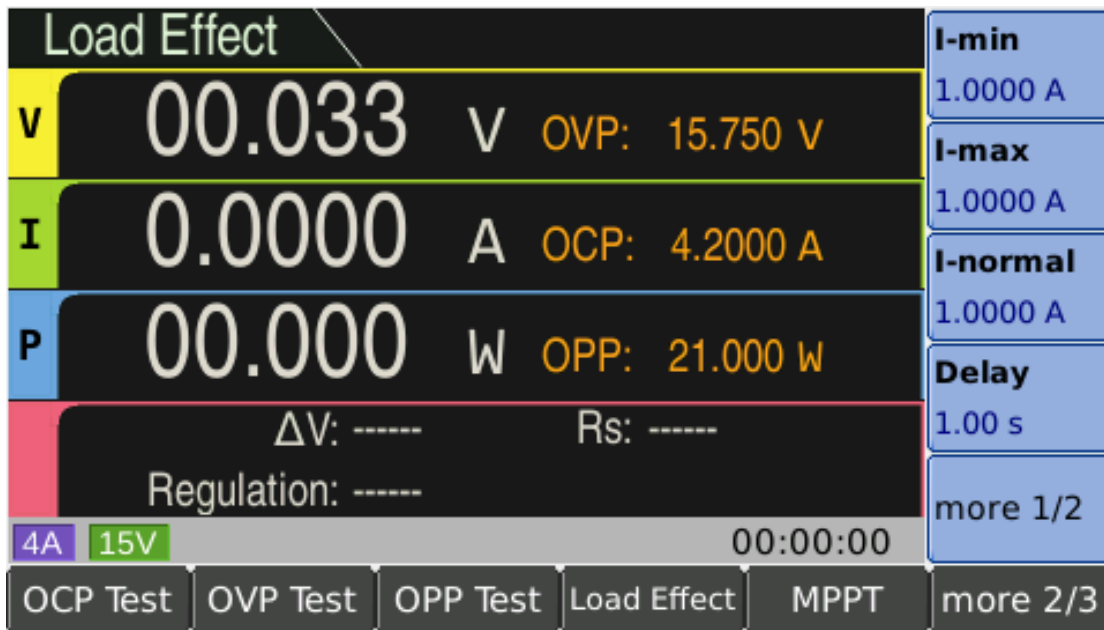 Load Effect
V 00.033 V OVP: 15.750 V
I 0.0000 A OCP: 4.2000 A
P 00.000 W OPP: 21.000 W
ΔV: ------ Rs: ------
Regulation: ------
4A 15V 00:00:00
I-min
1.0000 A
I-max
1.0000 A
I-normal
1.0000 A
Delay
1.00 s
more 1/2
OCP Test OVP Test OPP Test Load Effect MPPT more 2/3